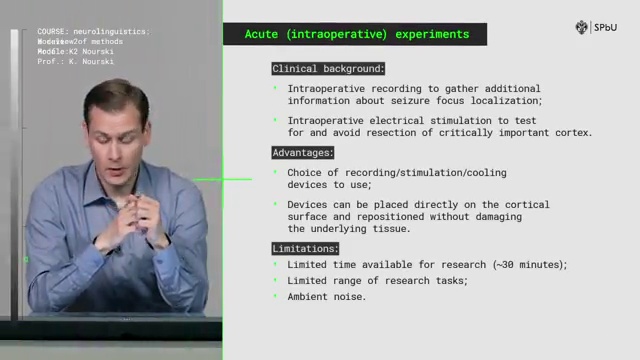 COURSE: neurolinguistics:
of methods
K2 Nourski
Prof.: K. Nourski
Acute (intraoperative) experiments
SPbU
Clinical background:
Intraoperative recording to gather additional
information about seizure focus localization;
Intraoperative electrical stimulation to test
for and avoid resection of critically important cortex.
Advantages:
Choice of recording/stimulation/cooling
devices to use;
Devices can be placed directly on the cortical
surface and repositioned without damaging
the underlying tissue.
Limitations:
Limited time available for research (~30 minutes);
Limited range of research tasks;
Ambient noise.